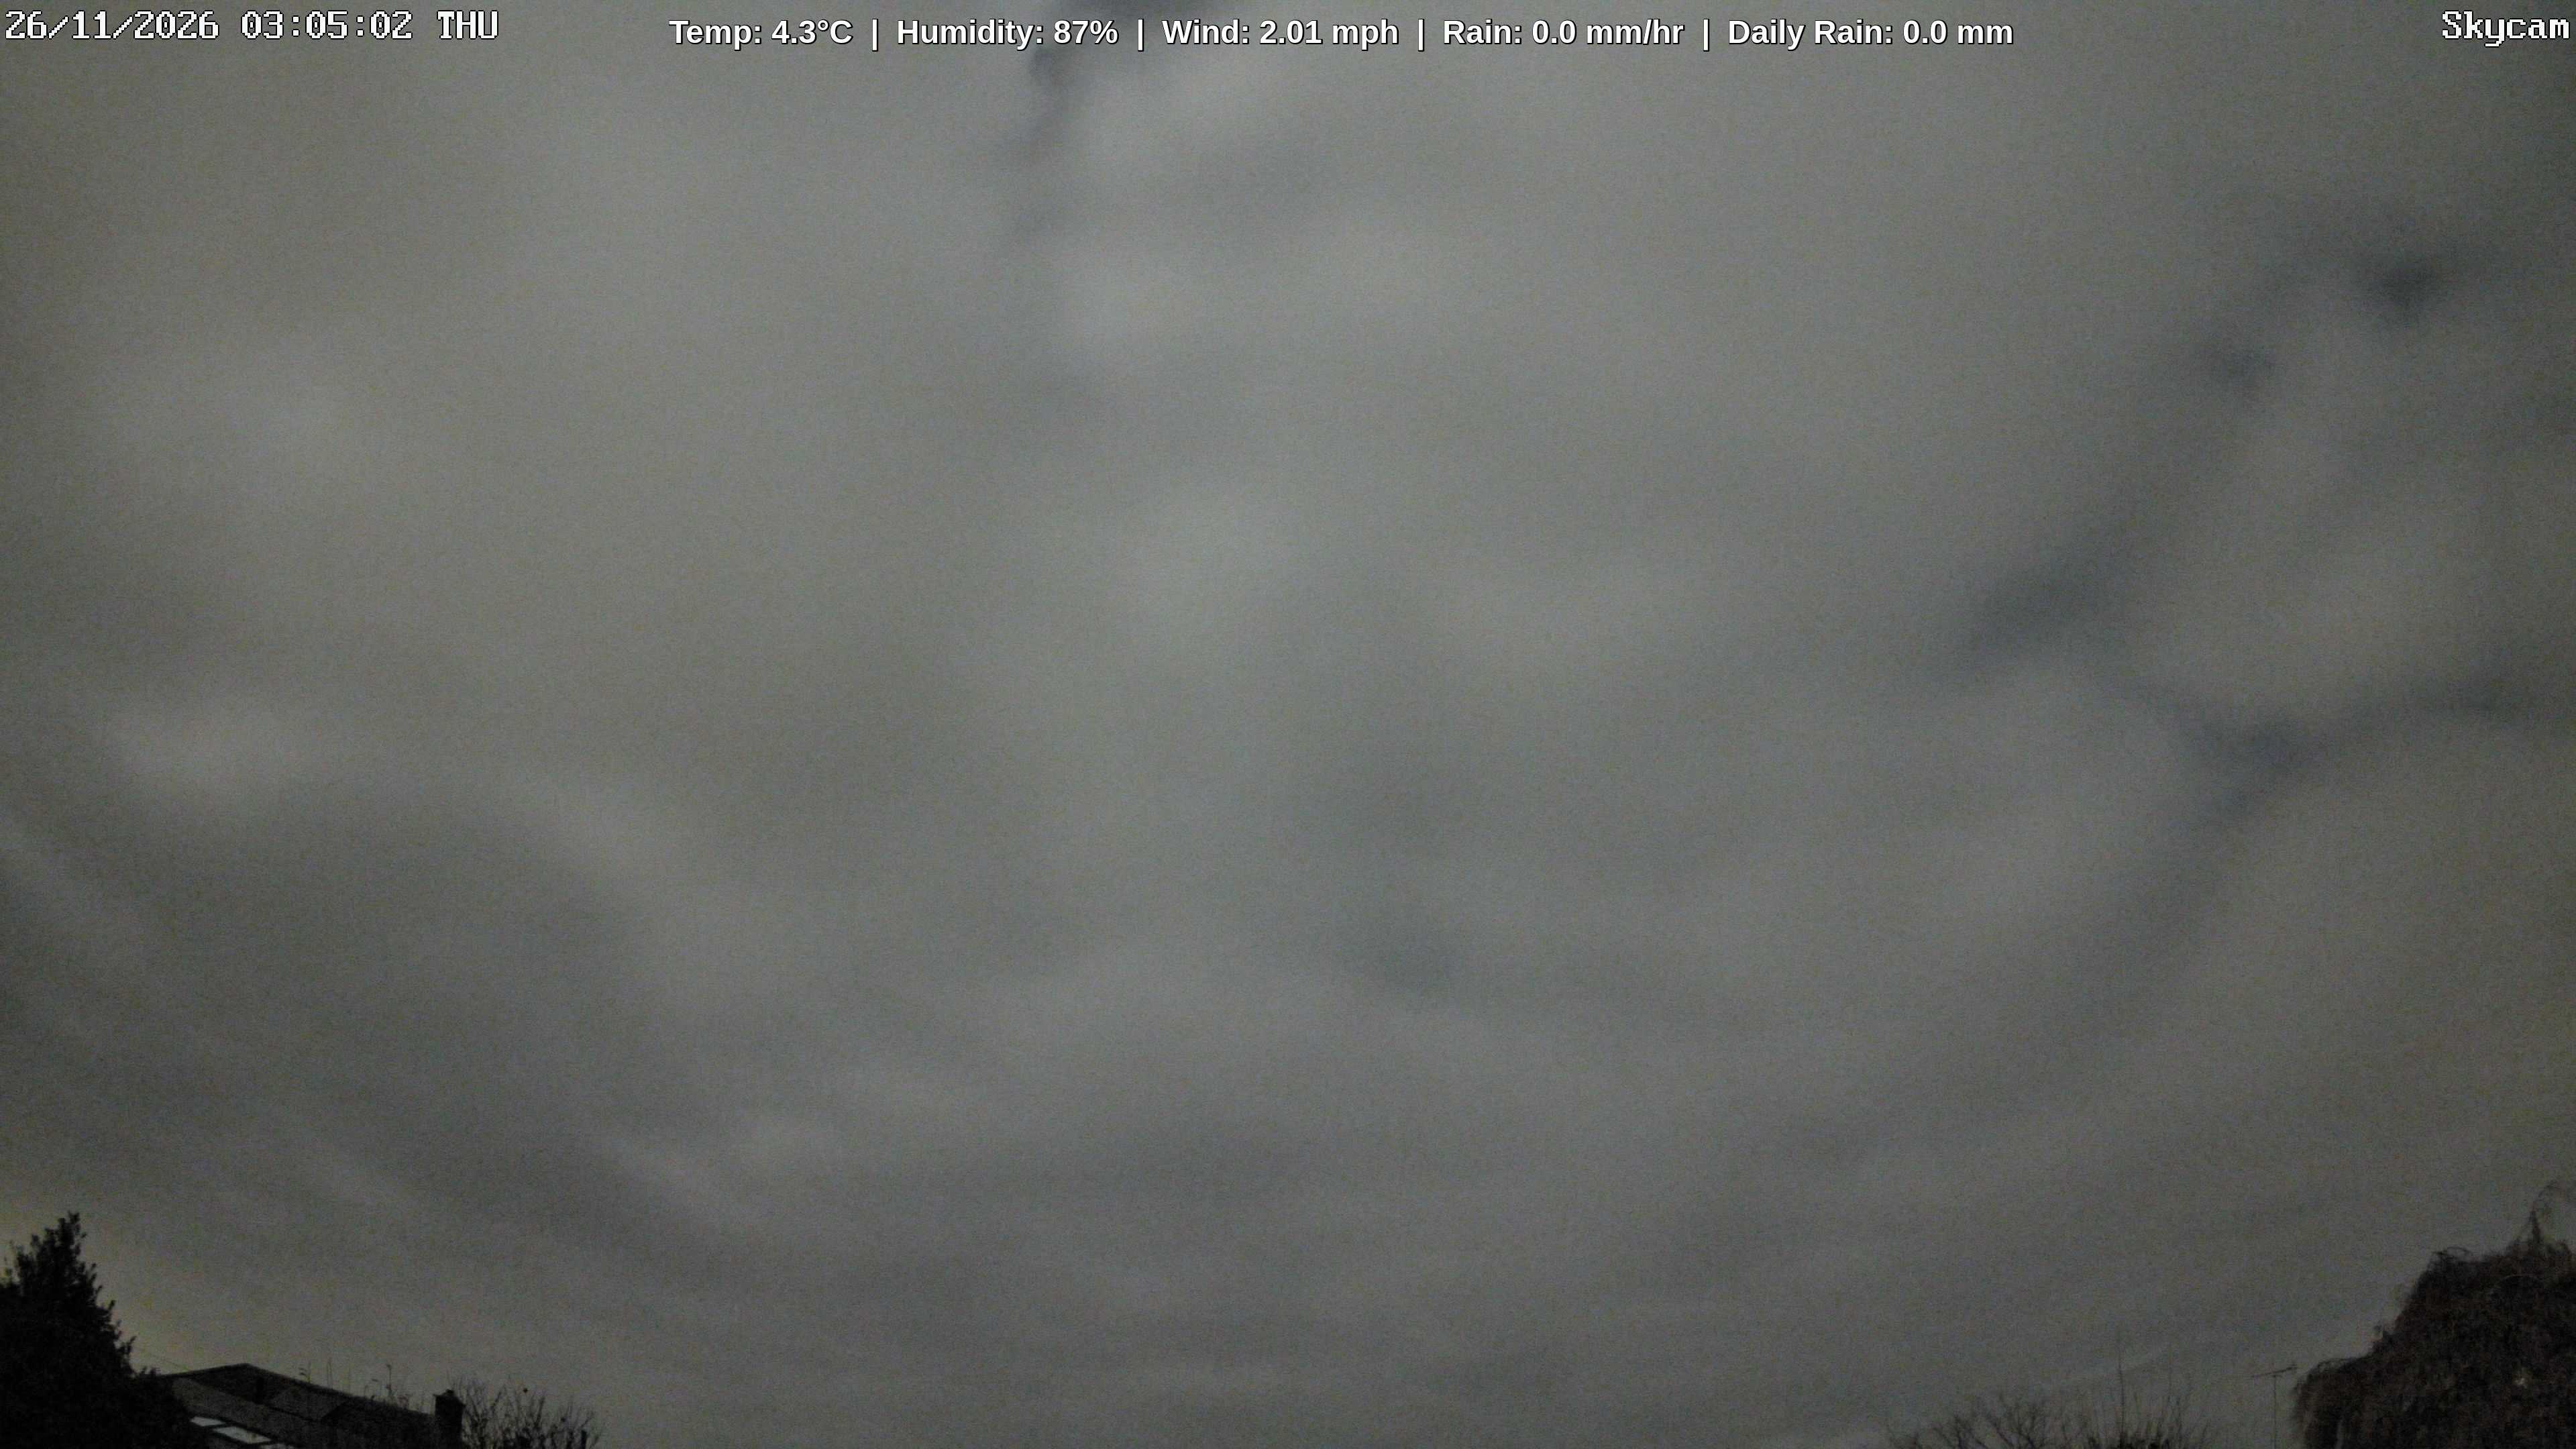 26/11/2026 03:05:02 THU
Temp: 4.3°C | Humidity: 87% | Wind: 2.01 mph | Rain: 0.0 mm/hr | Daily Rain: 0.0 mm
Skycam